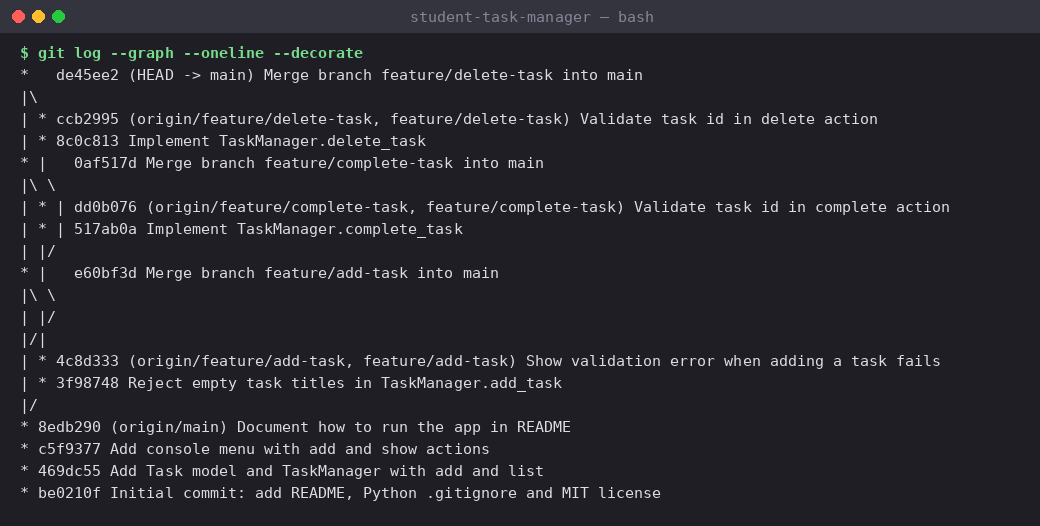 student-task-manager — bash
$ git log --graph --oneline --decorate
*   de45ee2 (HEAD -> main) Merge branch feature/delete-task into main
|\
| * ccb2995 (origin/feature/delete-task, feature/delete-task) Validate task id in delete action
| * 8c0c813 Implement TaskManager.delete_task
* |   0af517d Merge branch feature/complete-task into main
|\ \
| * | dd0b076 (origin/feature/complete-task, feature/complete-task) Validate task id in complete action
| * | 517ab0a Implement TaskManager.complete_task
| |/
* |   e60bf3d Merge branch feature/add-task into main
|\ \
| |/
|/|
| * 4c8d333 (origin/feature/add-task, feature/add-task) Show validation error when adding a task fails
| * 3f98748 Reject empty task titles in TaskManager.add_task
|/
* 8edb290 (origin/main) Document how to run the app in README
* c5f9377 Add console menu with add and show actions
* 469dc55 Add Task model and TaskManager with add and list
* be0210f Initial commit: add README, Python .gitignore and MIT license